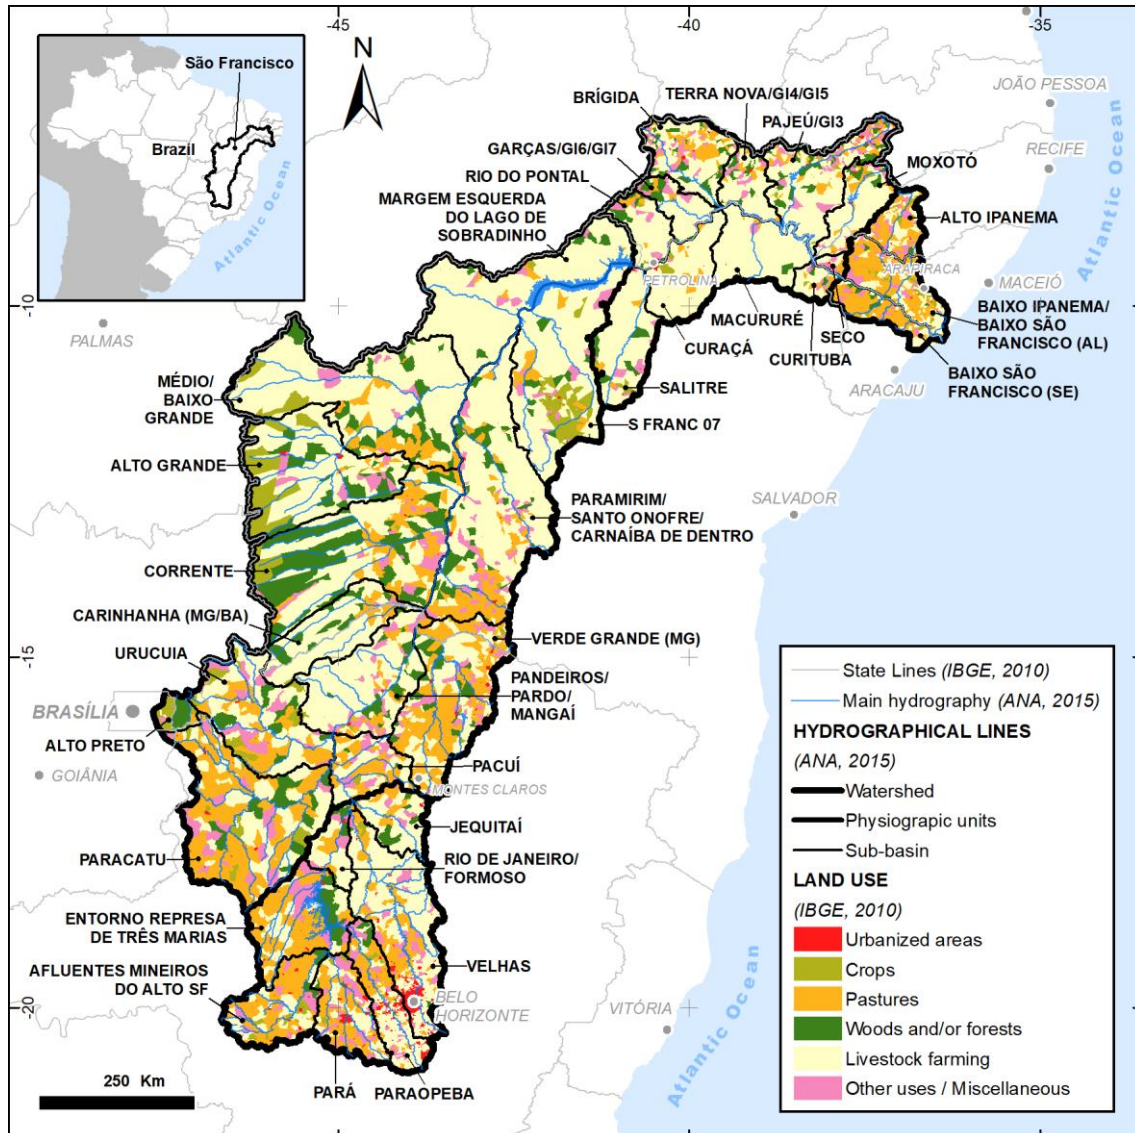 -45
-40
-35
São Francisco
Brazil
Atlantic Ocean
N
JOÃO PESSOA
TERRA NOVA/GI4/GI5
BRÍGIDA
PAJEÚ/GI3
Atlantic Ocean
RECIFE
GARÇAS/GI6/GI7
MOXOTÓ
RIO DO PONTAL
MARGEM ESQUERDA
DO LAGO DE
SOBRADINHO
ALTO IPANEMA
ARAPIRACA
PETROLINA
MACEIÓ
-10
MACURURÉ
SECO
BAIXO IPANEMA/
BAIXO SÃO
FRANCISCO (AL)
PALMAS
CURAÇÁ
CURITUBA
BAIXO SÃO
FRANCISCO (SE)
ARACAJU
MÉDIO/
BAIXO
GRANDE
SALITRE
S FRANC 07
ALTO GRANDE
SALVADOR
PARAMIRIM/
SANTO ONOFRE/
CARNAÍBA DE DENTRO
CORRENTE
CARINHANHA (MG/BA)
VERDE GRANDE (MG)
-15
URUCUIA
PANDEIROS/
PARDO/
MANGAÍ
BRASÍLIA
ALTO PRETO
GOIÂNIA
PACUÍ
MONTES CLAROS
JEQUITAÍ
PARACATU
RIO DE JANEIRO/
FORMOSO
ENTORNO REPRESA
DE TRÊS MARIAS
AFLUENTES MINEIROS
DO ALTO SF
VELHAS
-20
BELO
HORIZONTE
VITÓRIA
Atlantic Ocean
250 Km
PARÁ
PARAOPEBA
State Lines (IBGE, 2010)
Main hydrography (ANA, 2015)
HYDROGRAPHICAL LINES
(ANA, 2015)
Watershed
Physiograpic units
Sub-basin
LAND USE
(IBGE, 2010)
Urbanized areas
Crops
Pastures
Woods and/or forests
Livestock farming
Other uses / Miscellaneous